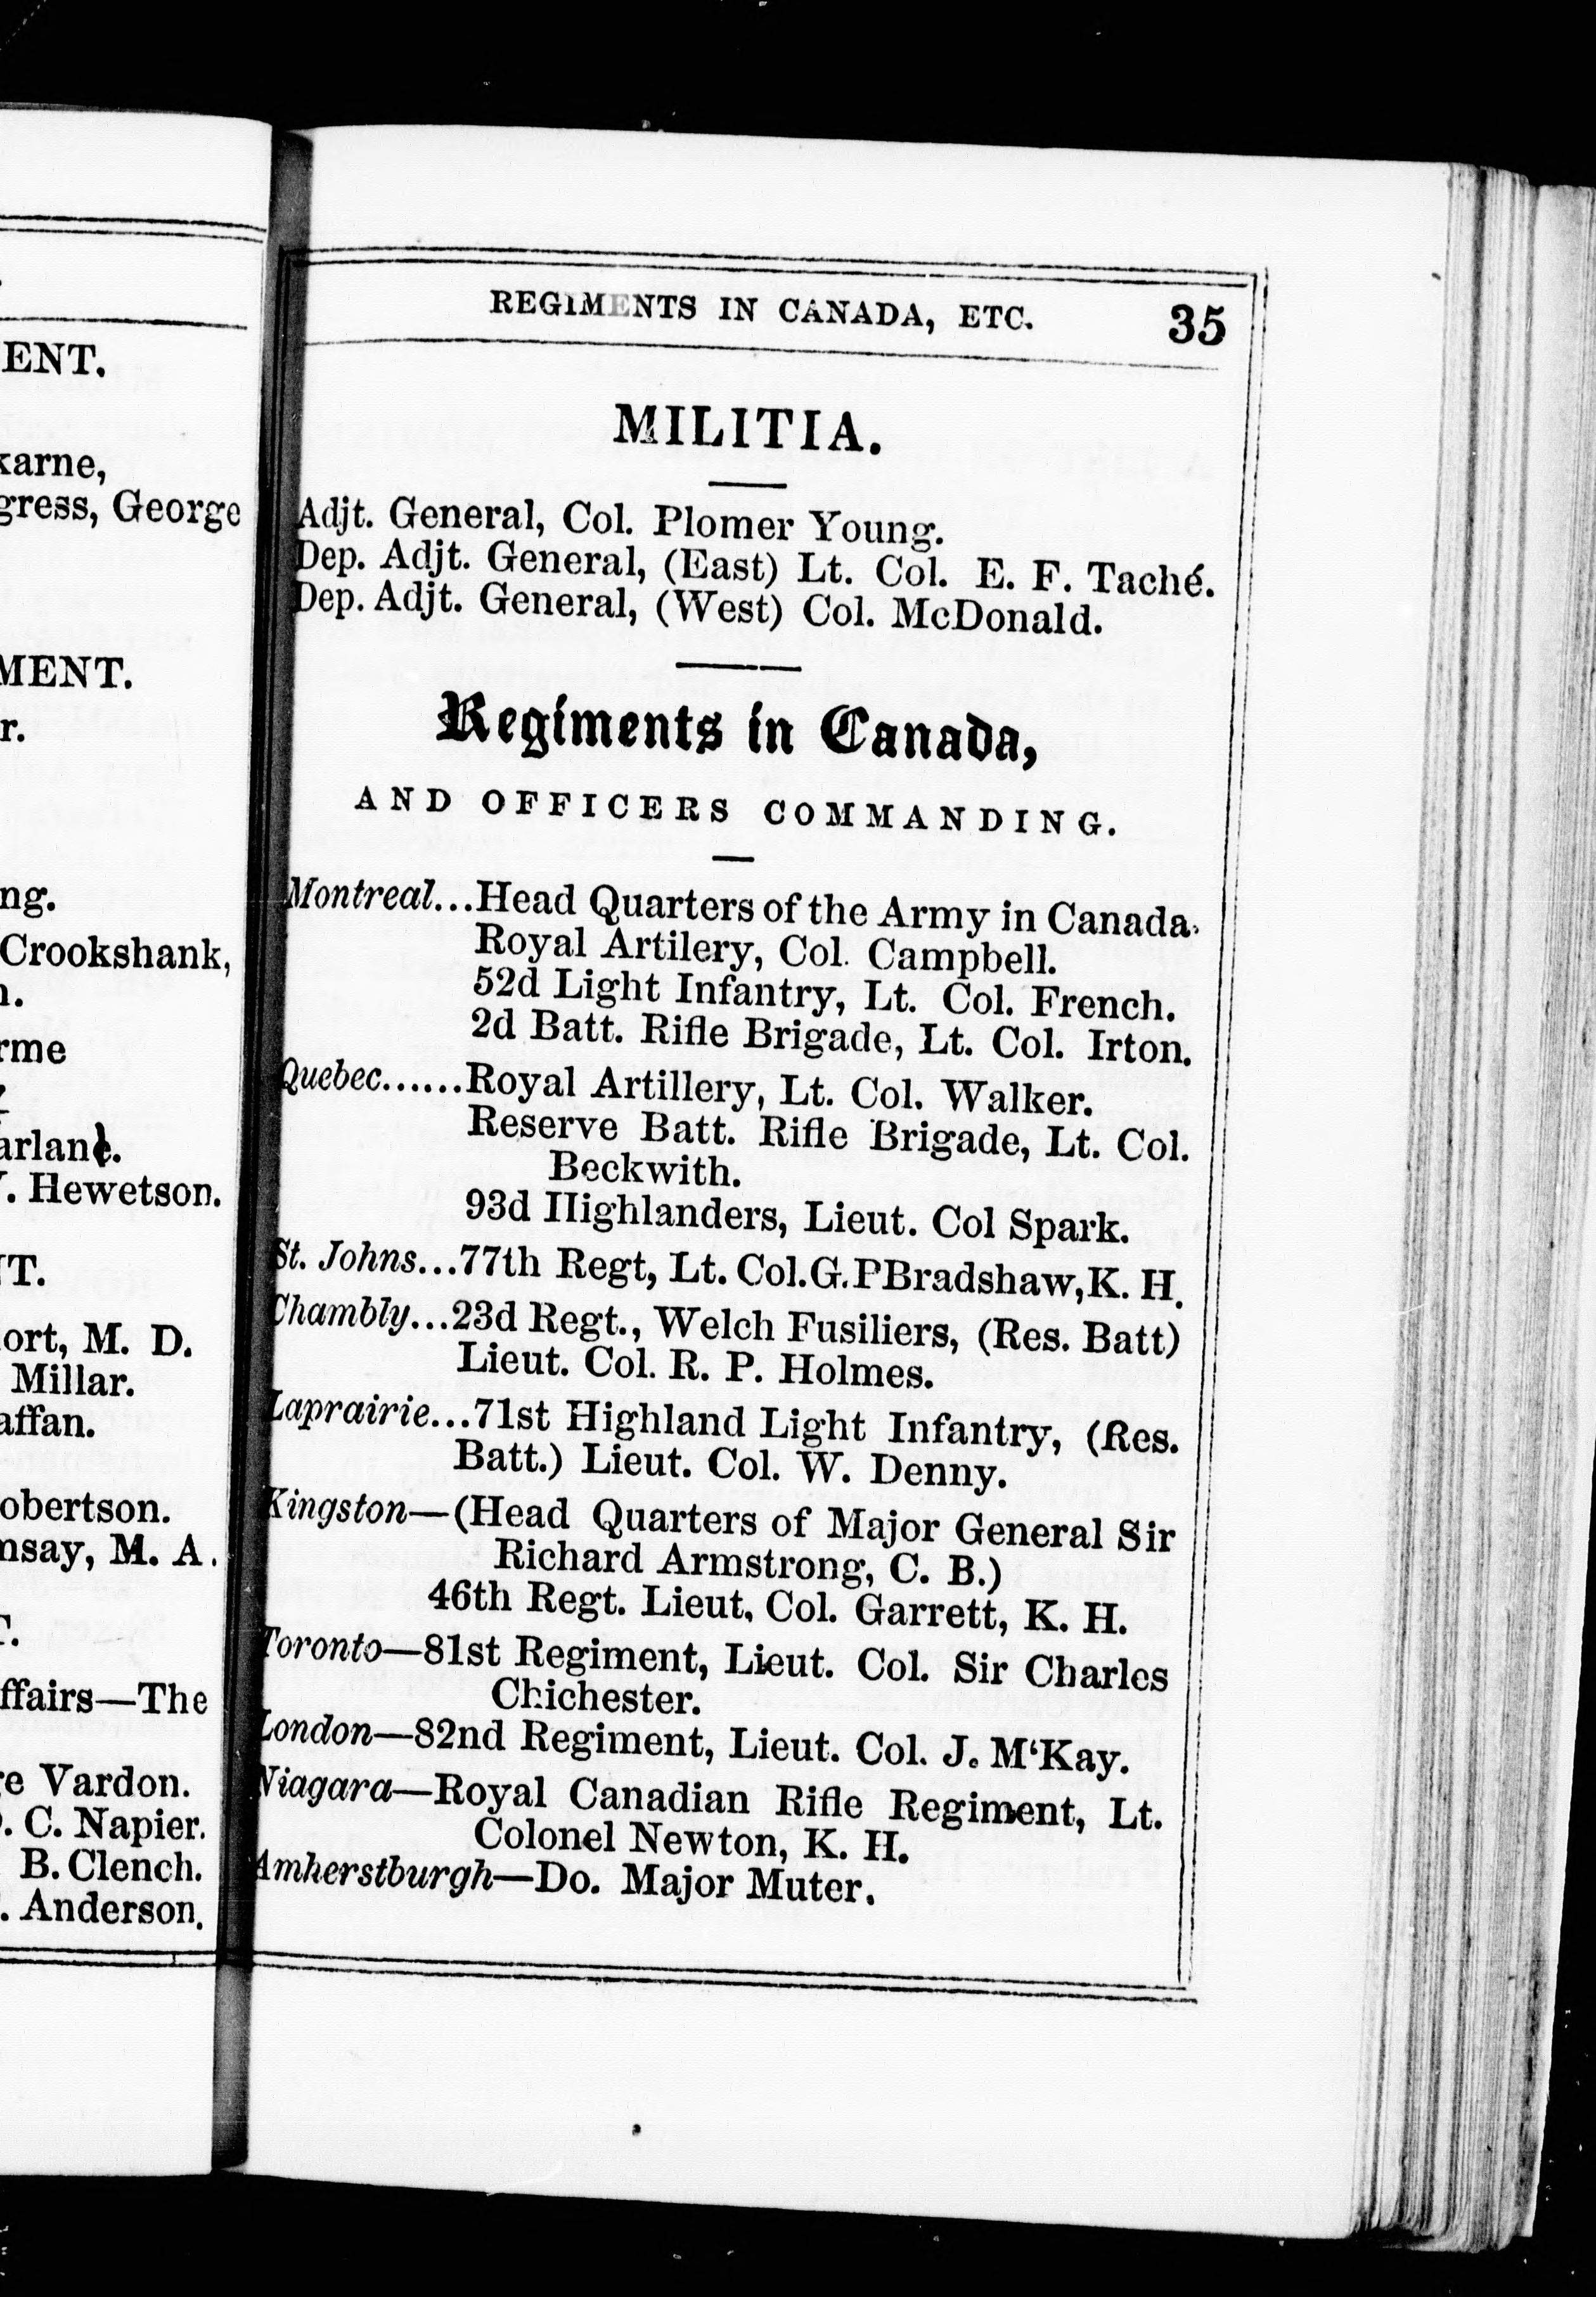 ENT.
karne,
gress, George
MENT.
r.
ng.
Crookshank,
n.
rme
arland.
. Hewetson.
T.
ort, M. D.
Millar.
affan.
obertson.
msay, M. A.
T.
ffairs—The
re Vardon.
. C. Napier.
B. Clench.
. Anderson.
REGIMENTS IN CANADA, ETC. 35
MILITIA.
Adjt. General, Col. Plomer Young.
Dep. Adjt. General, (East) Lt. Col. E. F. Taché.
Dep. Adjt. General, (West) Col. McDonald.
Regiments in Canada,
AND OFFICERS COMMANDING.
Montreal...Head Quarters of the Army in Canada.
Royal Artilery, Col. Campbell.
52d Light Infantry, Lt. Col. French.
2d Batt. Rifle Brigade, Lt. Col. Irton.
Quebec......Royal Artillery, Lt. Col. Walker.
Reserve Batt. Rifle Brigade, Lt. Col.
Beckwith.
93d Highlanders, Lieut. Col Spark.
St. Johns...77th Regt, Lt. Col.G.PBradshaw,K. H.
Chambly...23d Regt., Welch Fusiliers, (Res. Batt)
Lieut. Col. R. P. Holmes.
Laprairie...71st Highland Light Infantry, (Res.
Batt.) Lieut. Col. W. Denny.
Kingston—(Head Quarters of Major General Sir
Richard Armstrong, C. B.)
46th Regt. Lieut, Col. Garrett, K. H.
Toronto—81st Regiment, Lieut. Col. Sir Charles
Chichester.
London—82nd Regiment, Lieut. Col. J. M‘Kay.
Niagara—Royal Canadian Rifle Regiment, Lt.
Colonel Newton, K. H.
Amherstburgh—Do. Major Muter.